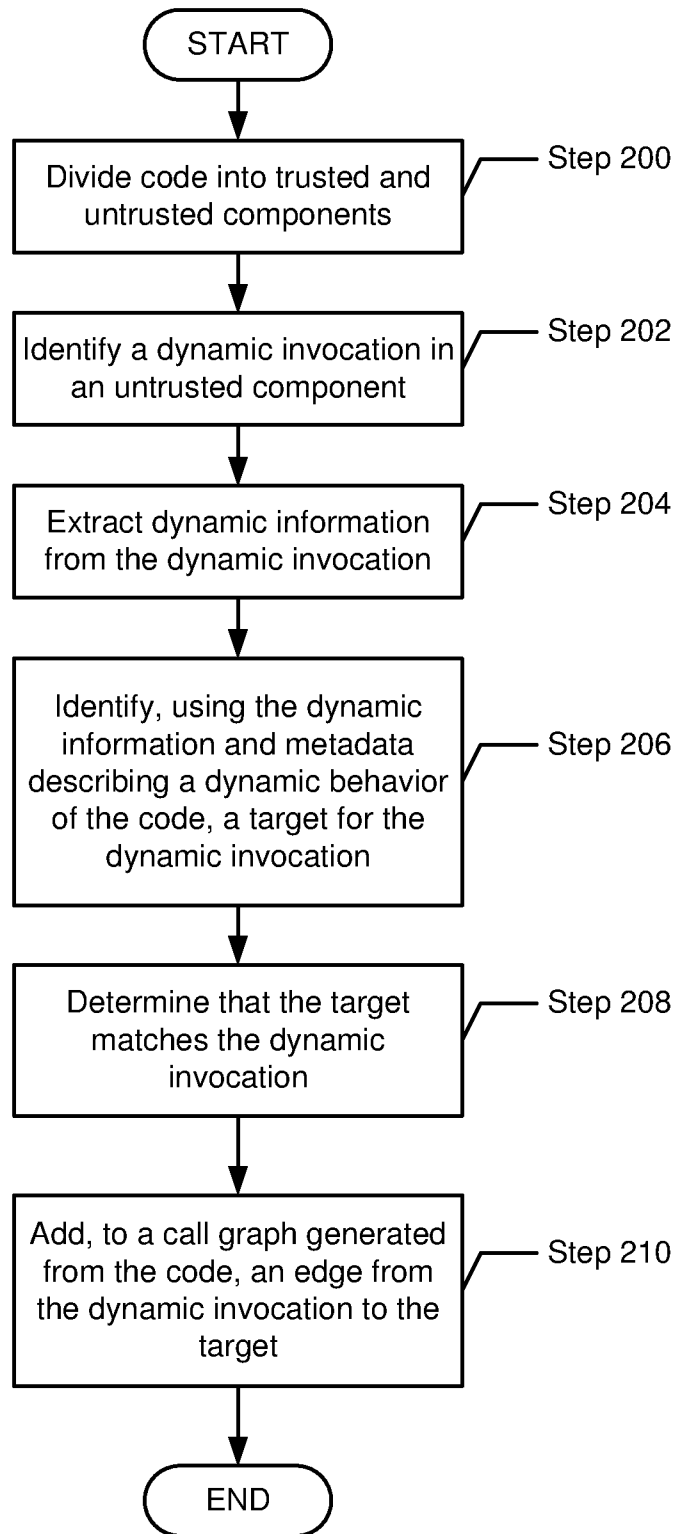 START
Divide code into trusted and
untrusted components
Step 200
Identify a dynamic invocation in
an untrusted component
Step 202
Extract dynamic information
from the dynamic invocation
Step 204
Identify, using the dynamic
information and metadata
describing a dynamic behavior
of the code, a target for the
dynamic invocation
Step 206
Determine that the target
matches the dynamic
invocation
Step 208
Add, to a call graph generated
from the code, an edge from
the dynamic invocation to the
target
Step 210
END